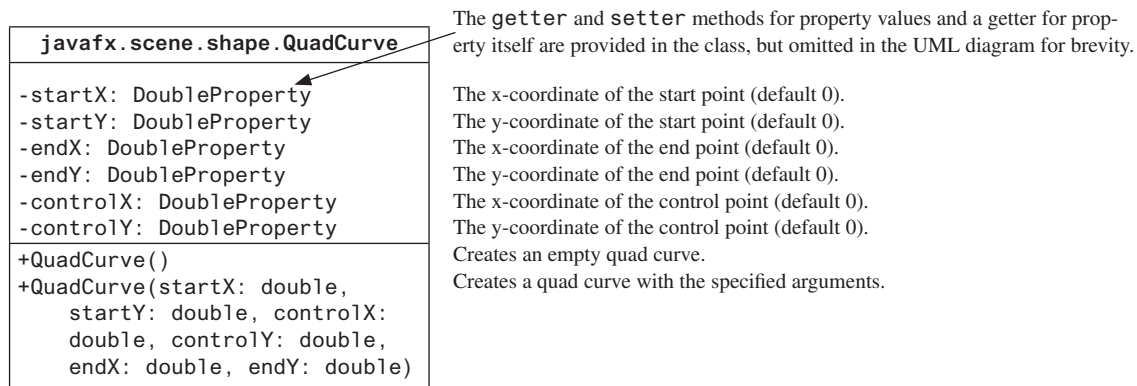 The getter and setter methods for property values and a getter for prop-
erty itself are provided in the class, but omitted in the UML diagram for brevity.
javafx.scene.shape.QuadCurve
-startX: DoubleProperty
The x-coordinate of the start point (default 0).
-startY: DoubleProperty
The y-coordinate of the start point (default 0).
-endX: DoubleProperty
The x-coordinate of the end point (default 0).
-endY: DoubleProperty
The y-coordinate of the end point (default 0).
-controlX: DoubleProperty
The x-coordinate of the control point (default 0).
-controlY: DoubleProperty
The y-coordinate of the control point (default 0).
+QuadCurve()
Creates an empty quad curve.
+QuadCurve(startX: double,
Creates a quad curve with the specified arguments.
startY: double, controlX:
double, controlY: double,
endX: double, endY: double)